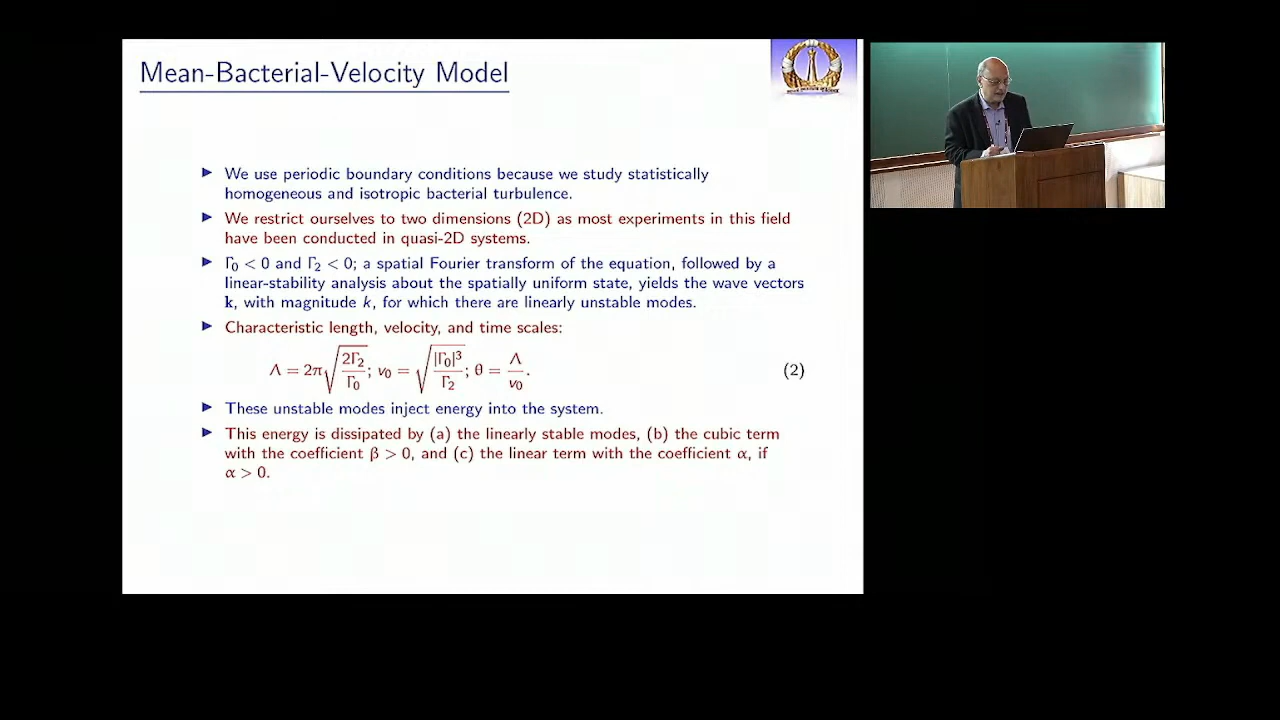 Mean-Bacterial-Velocity Model
▶ We use periodic boundary conditions because we study statistically
homogeneous and isotropic bacterial turbulence.
▶ We restrict ourselves to two dimensions (2D) as most experiments in this field
have been conducted in quasi-2D systems.
▶ Γ₀ < 0 and Γ₂ < 0; a spatial Fourier transform of the equation, followed by a
linear-stability analysis about the spatially uniform state, yields the wave vectors
k, with magnitude k, for which there are linearly unstable modes.
▶ Characteristic length, velocity, and time scales:
Λ = 2π√(2Γ₂/Γ₀); v₀ = √(|Γ₀|³/Γ₂); θ = Λ/v₀. (2)
▶ These unstable modes inject energy into the system.
▶ This energy is dissipated by (a) the linearly stable modes, (b) the cubic term
with the coefficient β > 0, and (c) the linear term with the coefficient α, if
α > 0.